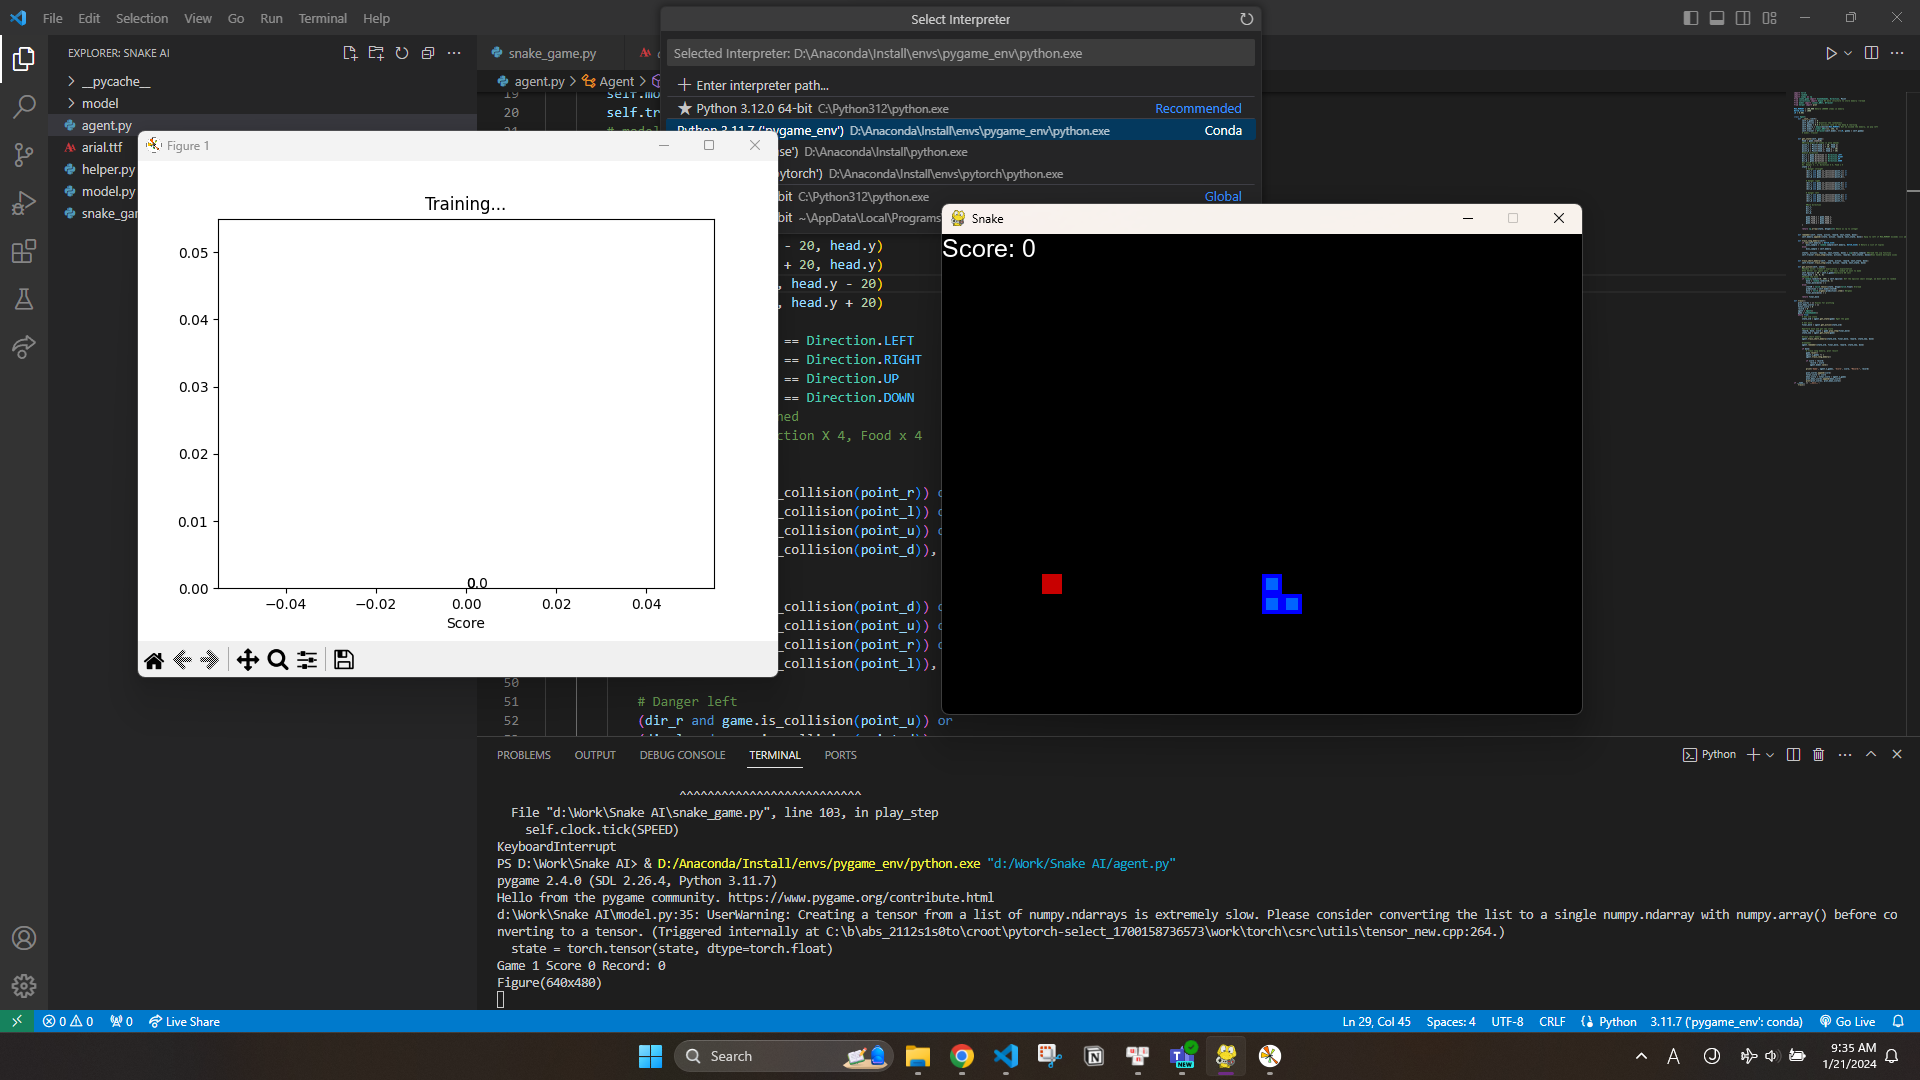 File Edit Selection View Go Run Terminal Help
Select Interpreter
EXPLORER: SNAKE AI
snake_game.py
Selected Interpreter: D:\Anaconda\Install\envs\pygame_env\python.exe
__pycache__
model
agent.py
arial.ttf
helper.py
model.py
snake_gar
agent.py > Agent >
Enter interpreter path...
Python 3.12.0 64-bit C:\Python312\python.exe Recommended
Python 3.11.7 ('pygame_env') D:\Anaconda\Install\envs\pygame_env\python.exe Conda
se') D:\Anaconda\Install\python.exe
ytorch') D:\Anaconda\Install\envs\pytorch\python.exe
bit C:\Python312\python.exe Global
bit ~\AppData\Local\Programs
19 self.mo
20 self.tr
21 # model
Figure 1
Training...
0.05
0.04
0.03
0.02
0.01
0.00
0.0
−0.04 −0.02 0.00 0.02 0.04
Score
- 20, head.y)
+ 20, head.y)
, head.y - 20)
, head.y + 20)
== Direction.LEFT
== Direction.RIGHT
== Direction.UP
== Direction.DOWN
ned
ction X 4, Food x 4
_collision(point_r)) o
_collision(point_l)) o
_collision(point_u)) o
_collision(point_d)),
_collision(point_d)) o
_collision(point_u)) o
_collision(point_r)) o
_collision(point_l)),
50
51 # Danger left
52 (dir_r and game.is_collision(point_u)) or
Snake
Score: 0
PROBLEMS OUTPUT DEBUG CONSOLE TERMINAL PORTS
Python
^^^^^^^^^^^^^^^^^^^^^^^^^^
File "d:\Work\Snake AI\snake_game.py", line 103, in play_step
self.clock.tick(SPEED)
KeyboardInterrupt
PS D:\Work\Snake AI> & D:/Anaconda/Install/envs/pygame_env/python.exe "d:/Work/Snake AI/agent.py"
pygame 2.4.0 (SDL 2.26.4, Python 3.11.7)
Hello from the pygame community. https://www.pygame.org/contribute.html
d:\Work\Snake AI\model.py:35: UserWarning: Creating a tensor from a list of numpy.ndarrays is extremely slow. Please consider converting the list to a single numpy.ndarray with numpy.array() before co
nverting to a tensor. (Triggered internally at C:\b\abs_2112s1s0to\croot\pytorch-select_1700158736573\work\torch\csrc\utils\tensor_new.cpp:264.)
state = torch.tensor(state, dtype=torch.float)
Game 1 Score 0 Record: 0
Figure(640x480)
0 0 0 Live Share
Ln 29, Col 45 Spaces: 4 UTF-8 CRLF Python 3.11.7 ('pygame_env': conda) Go Live
Search
NEW
9:35 AM
1/21/2024